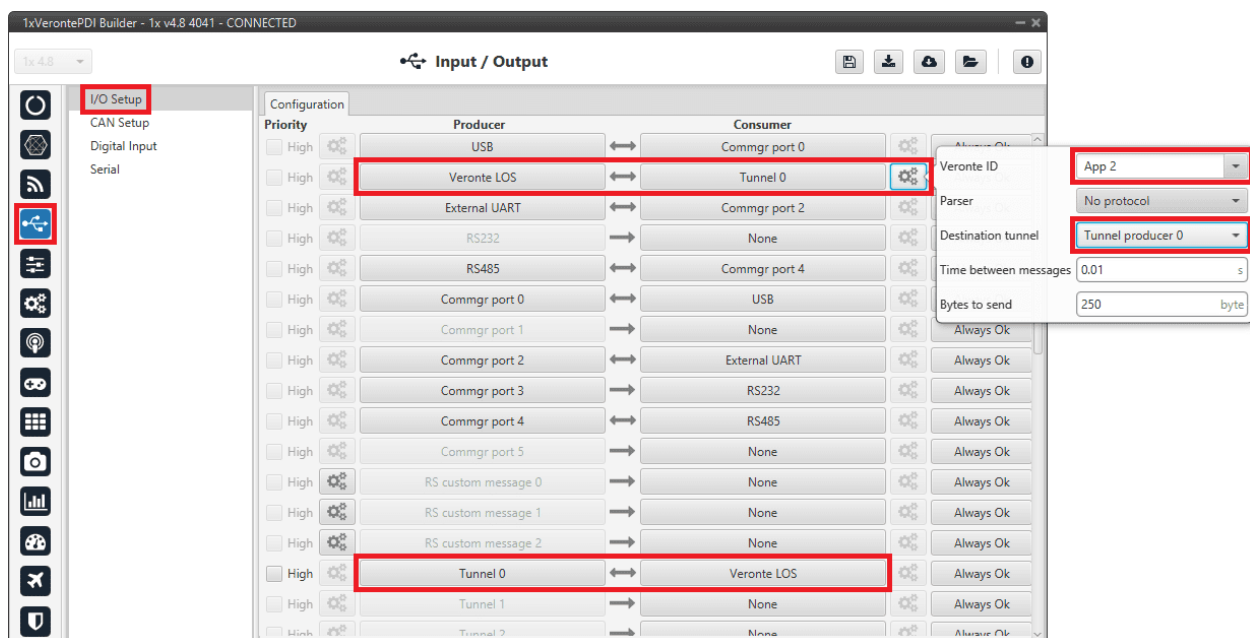 1xVerontePDI Builder - 1x v4.8 4041 - CONNECTED
1x 4.8
Input / Output
I/O Setup
CAN Setup
Digital Input
Serial
Configuration
Priority Producer Consumer
High USB Commgr port 0 Always Ok
High Veronte LOS Tunnel 0
High External UART Commgr port 2
High RS232 None
High RS485 Commgr port 4
High Commgr port 0 USB
High Commgr port 1 None Always Ok
High Commgr port 2 External UART Always Ok
High Commgr port 3 RS232 Always Ok
High Commgr port 4 RS485 Always Ok
High Commgr port 5 None Always Ok
High RS custom message 0 None Always Ok
High RS custom message 1 None Always Ok
High RS custom message 2 None Always Ok
High Tunnel 0 Veronte LOS Always Ok
High Tunnel 1 None Always Ok
High Tunnel 2 None Always Ok
Veronte ID App 2
Parser No protocol
Destination tunnel Tunnel producer 0
Time between messages 0.01 s
Bytes to send 250 byte